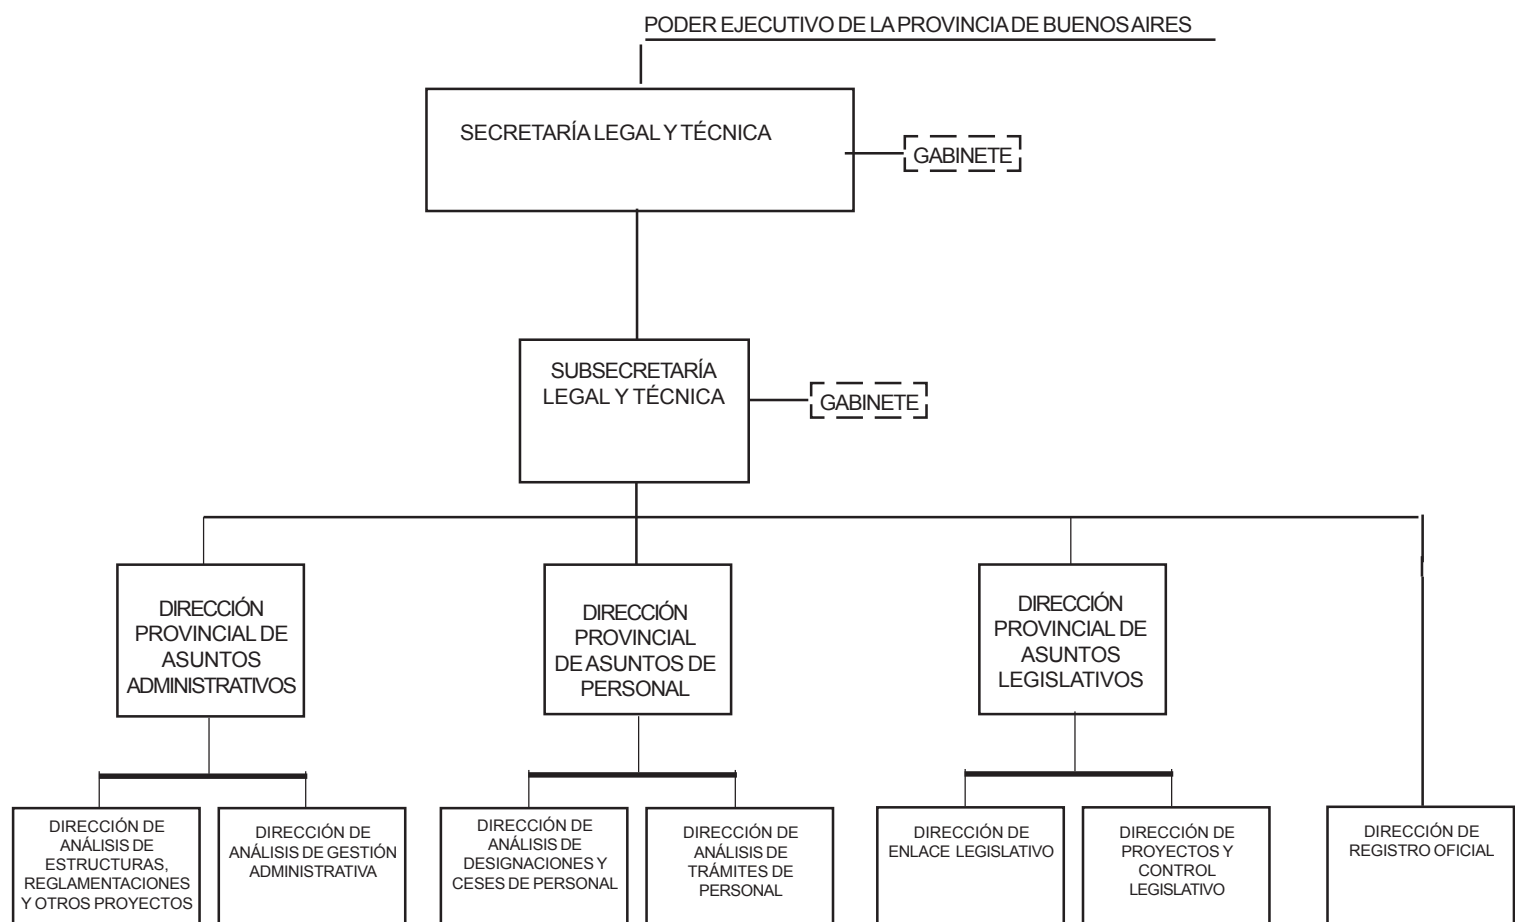 PODER EJECUTIVO DE LA PROVINCIA DE BUENOS AIRES
SECRETARÍA LEGAL Y TÉCNICA
GABINETE
SUBSECRETARÍA
LEGAL Y TÉCNICA
GABINETE
DIRECCIÓN
PROVINCIAL DE
ASUNTOS
ADMINISTRATIVOS
DIRECCIÓN
PROVINCIAL
DE ASUNTOS DE
PERSONAL
DIRECCIÓN
PROVINCIAL DE
ASUNTOS
LEGISLATIVOS
DIRECCIÓN DE
ANÁLISIS DE
ESTRUCTURAS,
REGLAMENTACIONES
Y OTROS PROYECTOS
DIRECCIÓN DE
ANÁLISIS DE GESTIÓN
ADMINISTRATIVA
DIRECCIÓN DE
ANÁLISIS DE
DESIGNACIONES Y
CESES DE PERSONAL
DIRECCIÓN DE
ANÁLISIS DE
TRÁMITES DE
PERSONAL
DIRECCIÓN DE
ENLACE LEGISLATIVO
DIRECCIÓN DE
PROYECTOS Y
CONTROL
LEGISLATIVO
DIRECCIÓN DE
REGISTRO OFICIAL